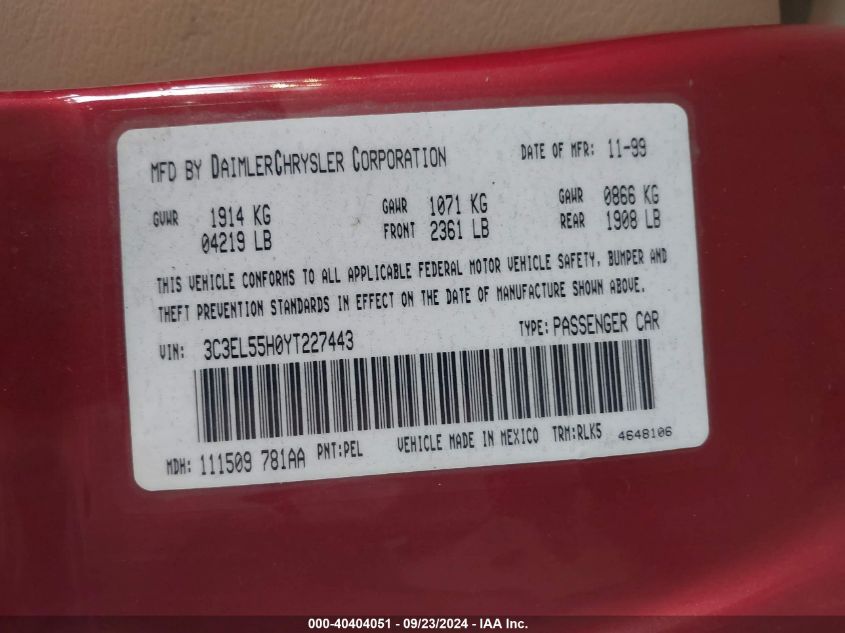 MFD BY DAIMLERCHRYSLER CORPORATION DATE OF MFR: 11-99
GVWR 1914 KG GAWR 1071 KG GAWR 0866 KG
04219 LB FRONT 2361 LB REAR 1908 LB
THIS VEHICLE CONFORMS TO ALL APPLICABLE FEDERAL MOTOR VEHICLE SAFETY, BUMPER AND
THEFT PREVENTION STANDARDS IN EFFECT ON THE DATE OF MANUFACTURE SHOWN ABOVE.
VIN: 3C3EL55H0YT227443 TYPE: PASSENGER CAR
MDH: 111509 781AA PNT:PEL VEHICLE MADE IN MEXICO TRM:RLK5 4648106
000-40404051 - 09/23/2024 - IAA Inc.